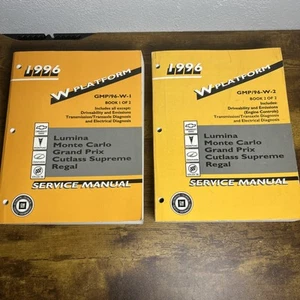 1996
W PLATFORM
GMP/96-W-1
BOOK 1 OF 2
Includes all except:
Driveability and Emissions
Transmission/Transaxle Diagnosis
and Electrical Diagnosis
Lumina
Monte Carlo
Grand Prix
Cutlass Supreme
Regal
SERVICE MANUAL
1996
W PLATFORM
GMP/96-W-2
BOOK 2 OF 2
Includes:
Driveability and Emissions
(Engine Controls)
Transmission/Transaxle Diagnosis
and Electrical Diagnosis
Lumina
Monte Carlo
Grand Prix
Cutlass Supreme
Regal
SERVICE MANUAL